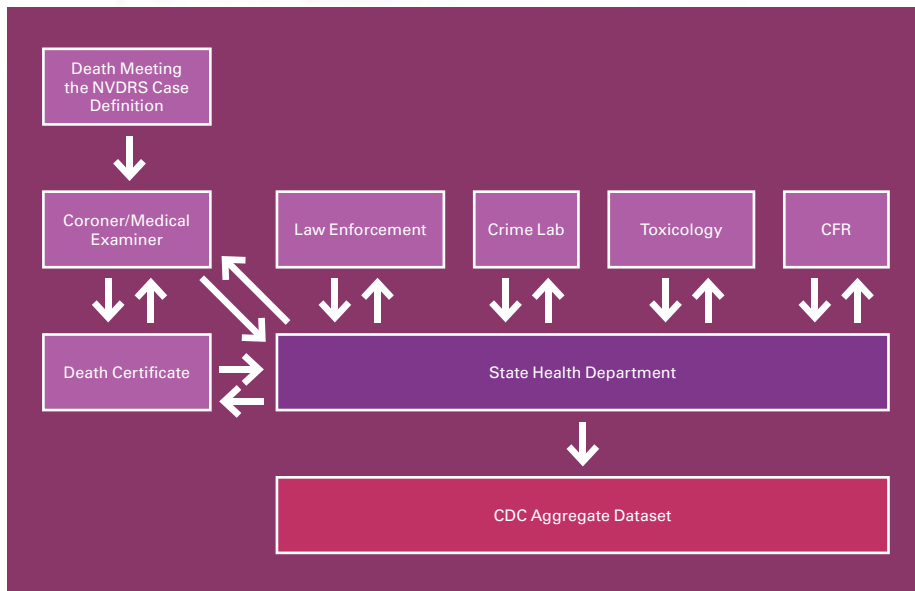 Death Meeting
the NVDRS Case
Definition
Coroner/Medical
Examiner
Law Enforcement
Crime Lab
Toxicology
CFR
Death Certificate
State Health Department
CDC Aggregate Dataset